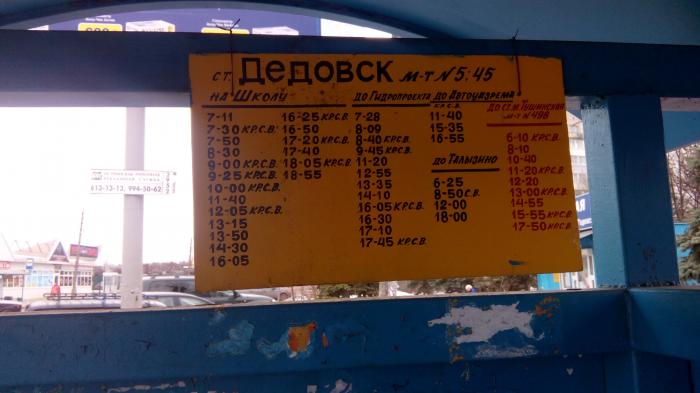 ст. Дедовск м-т N 5; 45
на Школу
7-11
7-30 кр.с.в.
7-50
8-30
9-00 кр.с.в.
9-25 кр.с.в.
10-00 кр.с.в.
11-40
12-05 кр.с.в.
13-15
13-50
14-30
16-05
16-25 кр.с.в.
16-50
17-20 кр.с.в.
17-40
18-05 кр.с.в.
18-55
до Гидропроекта
7-28
8-09
8-40 кр.с.в.
9-45 кр.с.в.
11-20
12-55
13-35
14-10
16-05 кр.с.в.
16-30
17-10
17-45 кр.с.в.
до Автоуазрема
кр.с.в.
11-40
15-35
16-55
до Талызино
6-25
8-50 с.в.
12-00
18-00
до ст.м. Тушинская
м-т N 498
6-10 кр.с.в.
8-10
10-40
11-20 кр.с.в.
12-20
13-00 кр.с.в.
14-55
15-55 кр.с.в.
17-50 кр.с.в.
613-13-13, 994-50-62